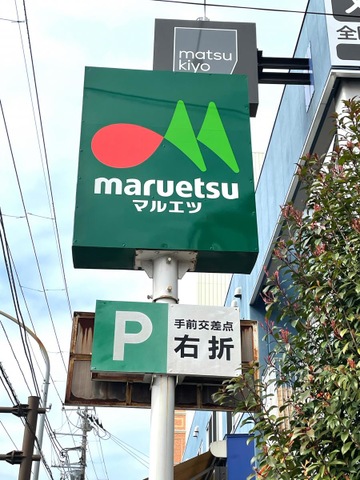 matsu
kiyo
全
maruetsu
マルエツ
P
手前交差点
右折